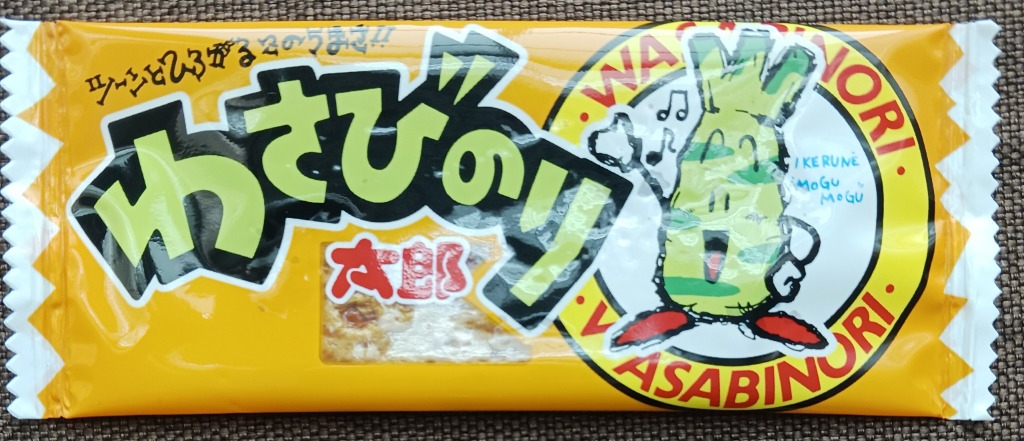 ツーンとひろがるこのうまさ!!
わさびのり
太郎
WASABINORI
IKERUNE
MOGU
MOGU
WASABINORI